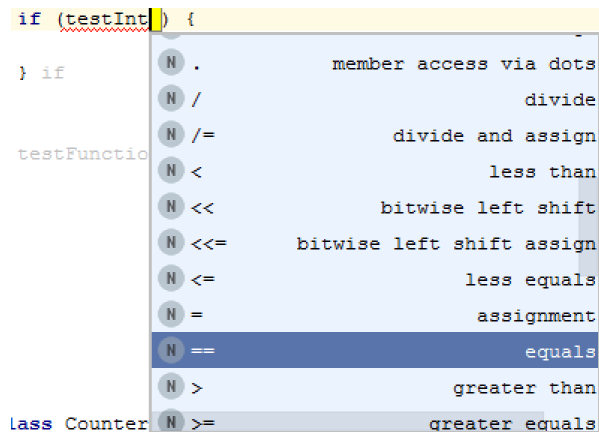 if (testInt ) {
N . member access via dots
} if
N / divide
N /= divide and assign
testFunctio
N < less than
N << bitwise left shift
N <<= bitwise left shift assign
N <= less equals
N = assignment
N == equals
N > greater than
lass Counter
N >= greater equals